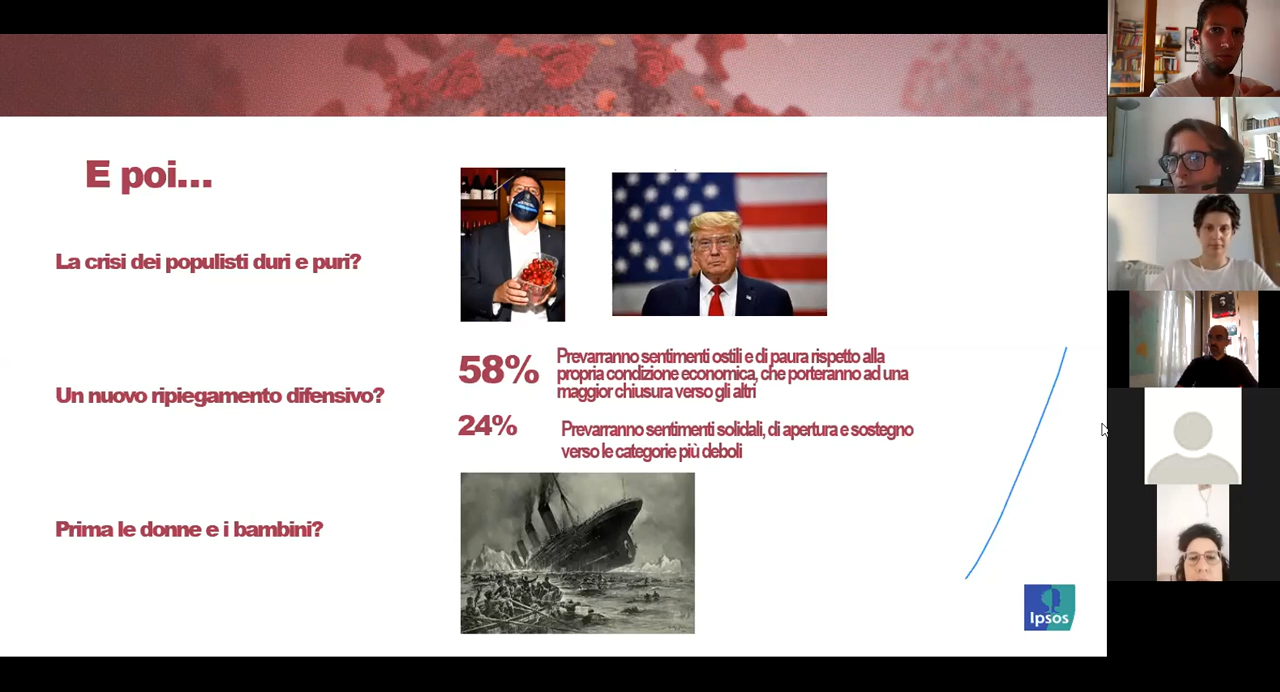 E poi...
La crisi dei populisti duri e puri?
58%
Prevarranno sentimenti ostili e di paura rispetto alla
propria condizione economica, che porteranno ad una
maggior chiusura verso gli altri
Un nuovo ripiegamento difensivo?
24%
Prevarranno sentimenti solidali, di apertura e sostegno
verso le categorie più deboli
Prima le donne e i bambini?
Ipsos